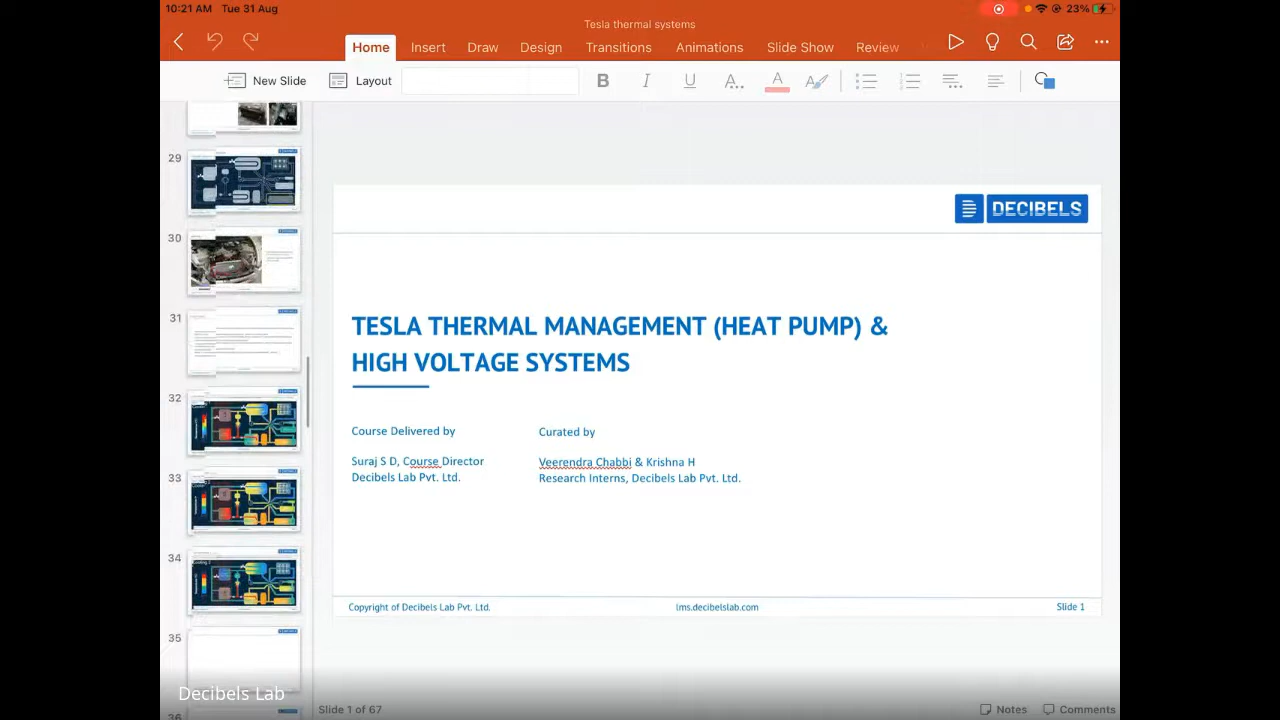 10:21 AM Tue 31 Aug
23%
Tesla thermal systems
Home Insert Draw Design Transitions Animations Slide Show Review
New Slide Layout B I U A A
29
30
31
32
33
34
35
36
DECIBELS
TESLA THERMAL MANAGEMENT (HEAT PUMP) &
HIGH VOLTAGE SYSTEMS
Course Delivered by
Suraj S D, Course Director
Decibels Lab Pvt. Ltd.
Curated by
Veerendra Chabbi & Krishna H
Research Interns, Decibels Lab Pvt. Ltd.
Copyright of Decibels Lab Pvt. Ltd. lms.decibelslab.com Slide 1
Decibels Lab
Slide 1 of 67 Notes Comments